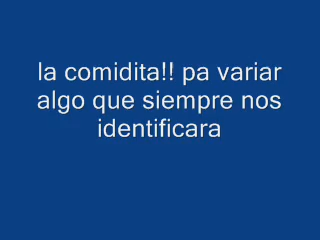 la comidita!! pa variar
algo que siempre nos
identificara